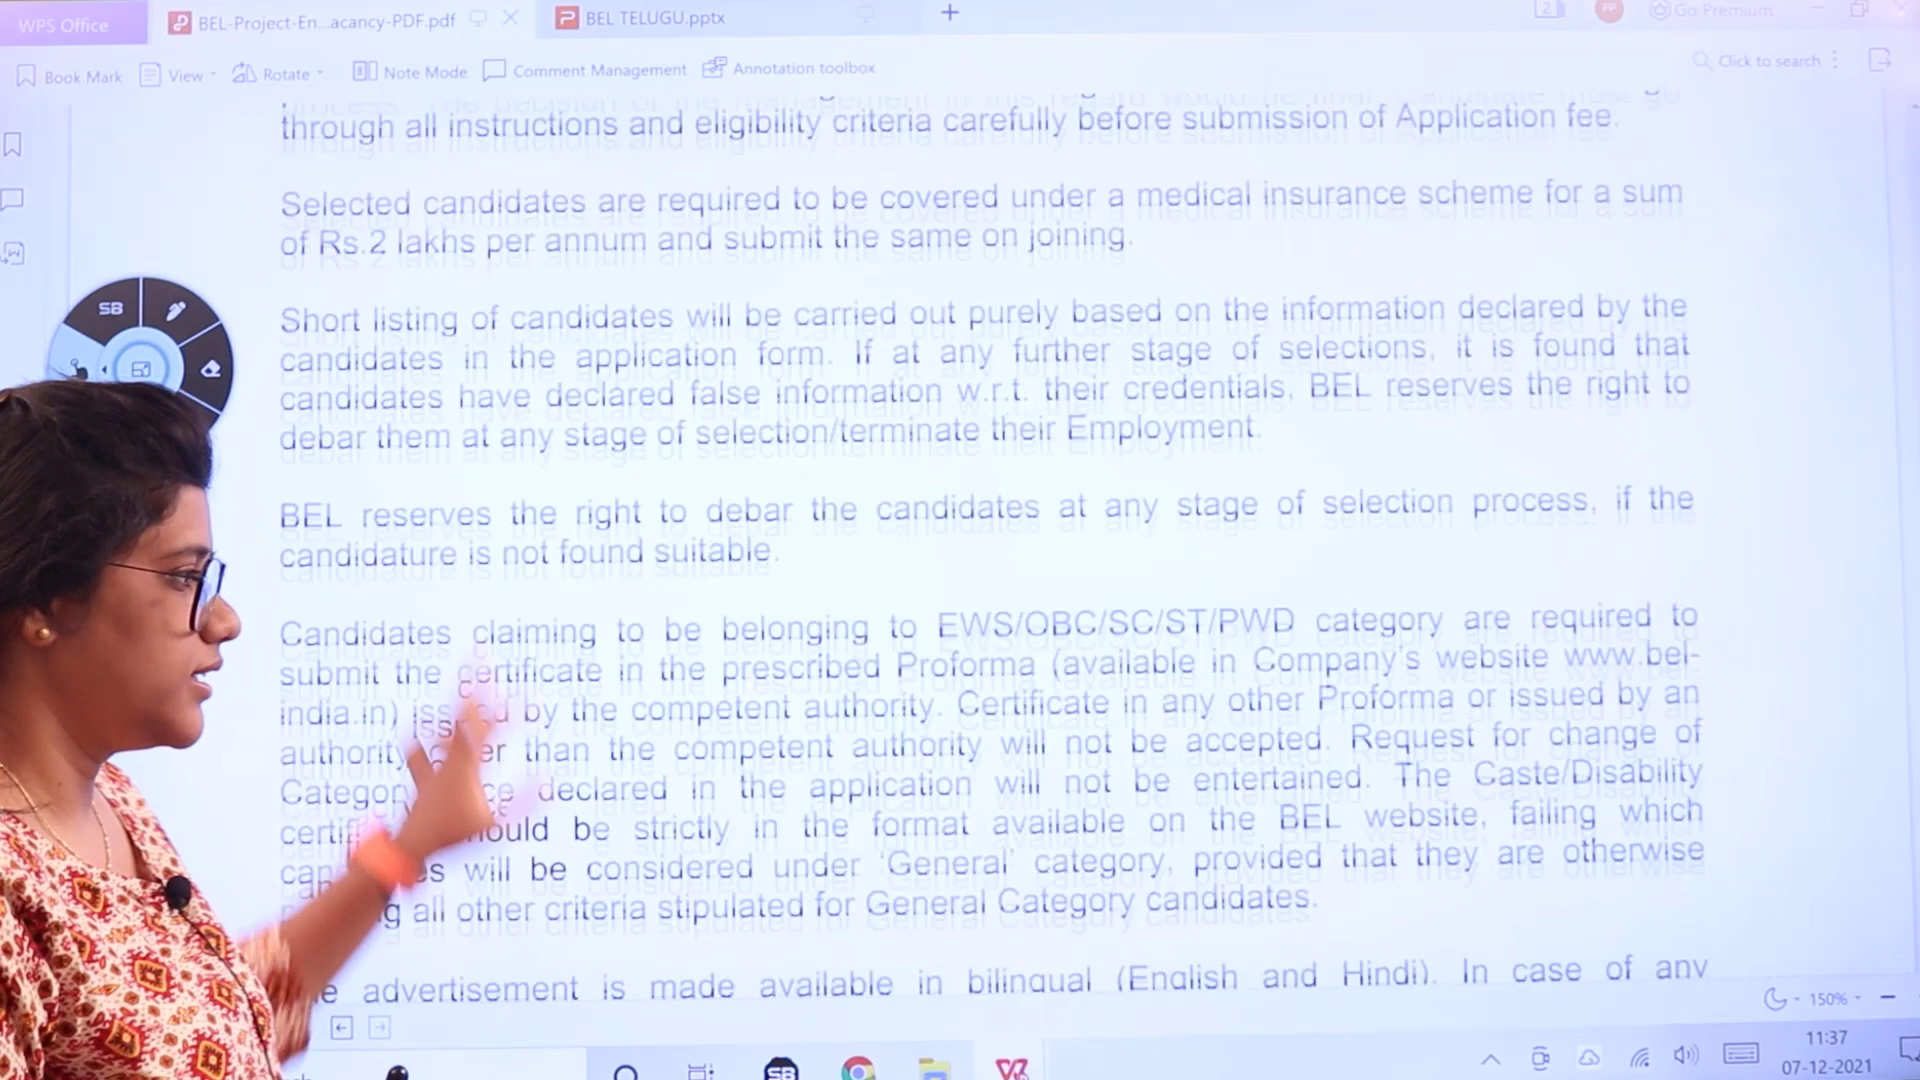 WPS Office
BEL-Project-En...acancy-PDF.pdf
BEL TELUGU.pptx
2
FP
Go Premium
Book Mark
View
Rotate
Note Mode
Comment Management
Annotation toolbox
Click to search
through all instructions and eligibility criteria carefully before submission of Application fee.
Selected candidates are required to be covered under a medical insurance scheme for a sum
of Rs.2 lakhs per annum and submit the same on joining.
SB
Short listing of candidates will be carried out purely based on the information declared by the
candidates in the application form. If at any further stage of selections, it is found that
candidates have declared false information w.r.t. their credentials, BEL reserves the right to
debar them at any stage of selection/terminate their Employment.
BEL reserves the right to debar the candidates at any stage of selection process, if the
candidature is not found suitable.
Candidates claiming to be belonging to EWS/OBC/SC/ST/PWD category are required to
submit the certificate in the prescribed Proforma (available in Company's website www.bel-
india.in) by the competent authority. Certificate in any other Proforma or issued by an
authority than the competent authority will not be accepted. Request for change of
declared in the application will not be entertained. The Caste/Disability
be strictly in the format available on the BEL website, failing which
will be considered under 'General' category, provided that they are otherwise
all other criteria stipulated for General Category candidates.
advertisement is made available in bilingual (English and Hindi). In case of any
150%
SB
11:37
07-12-2021